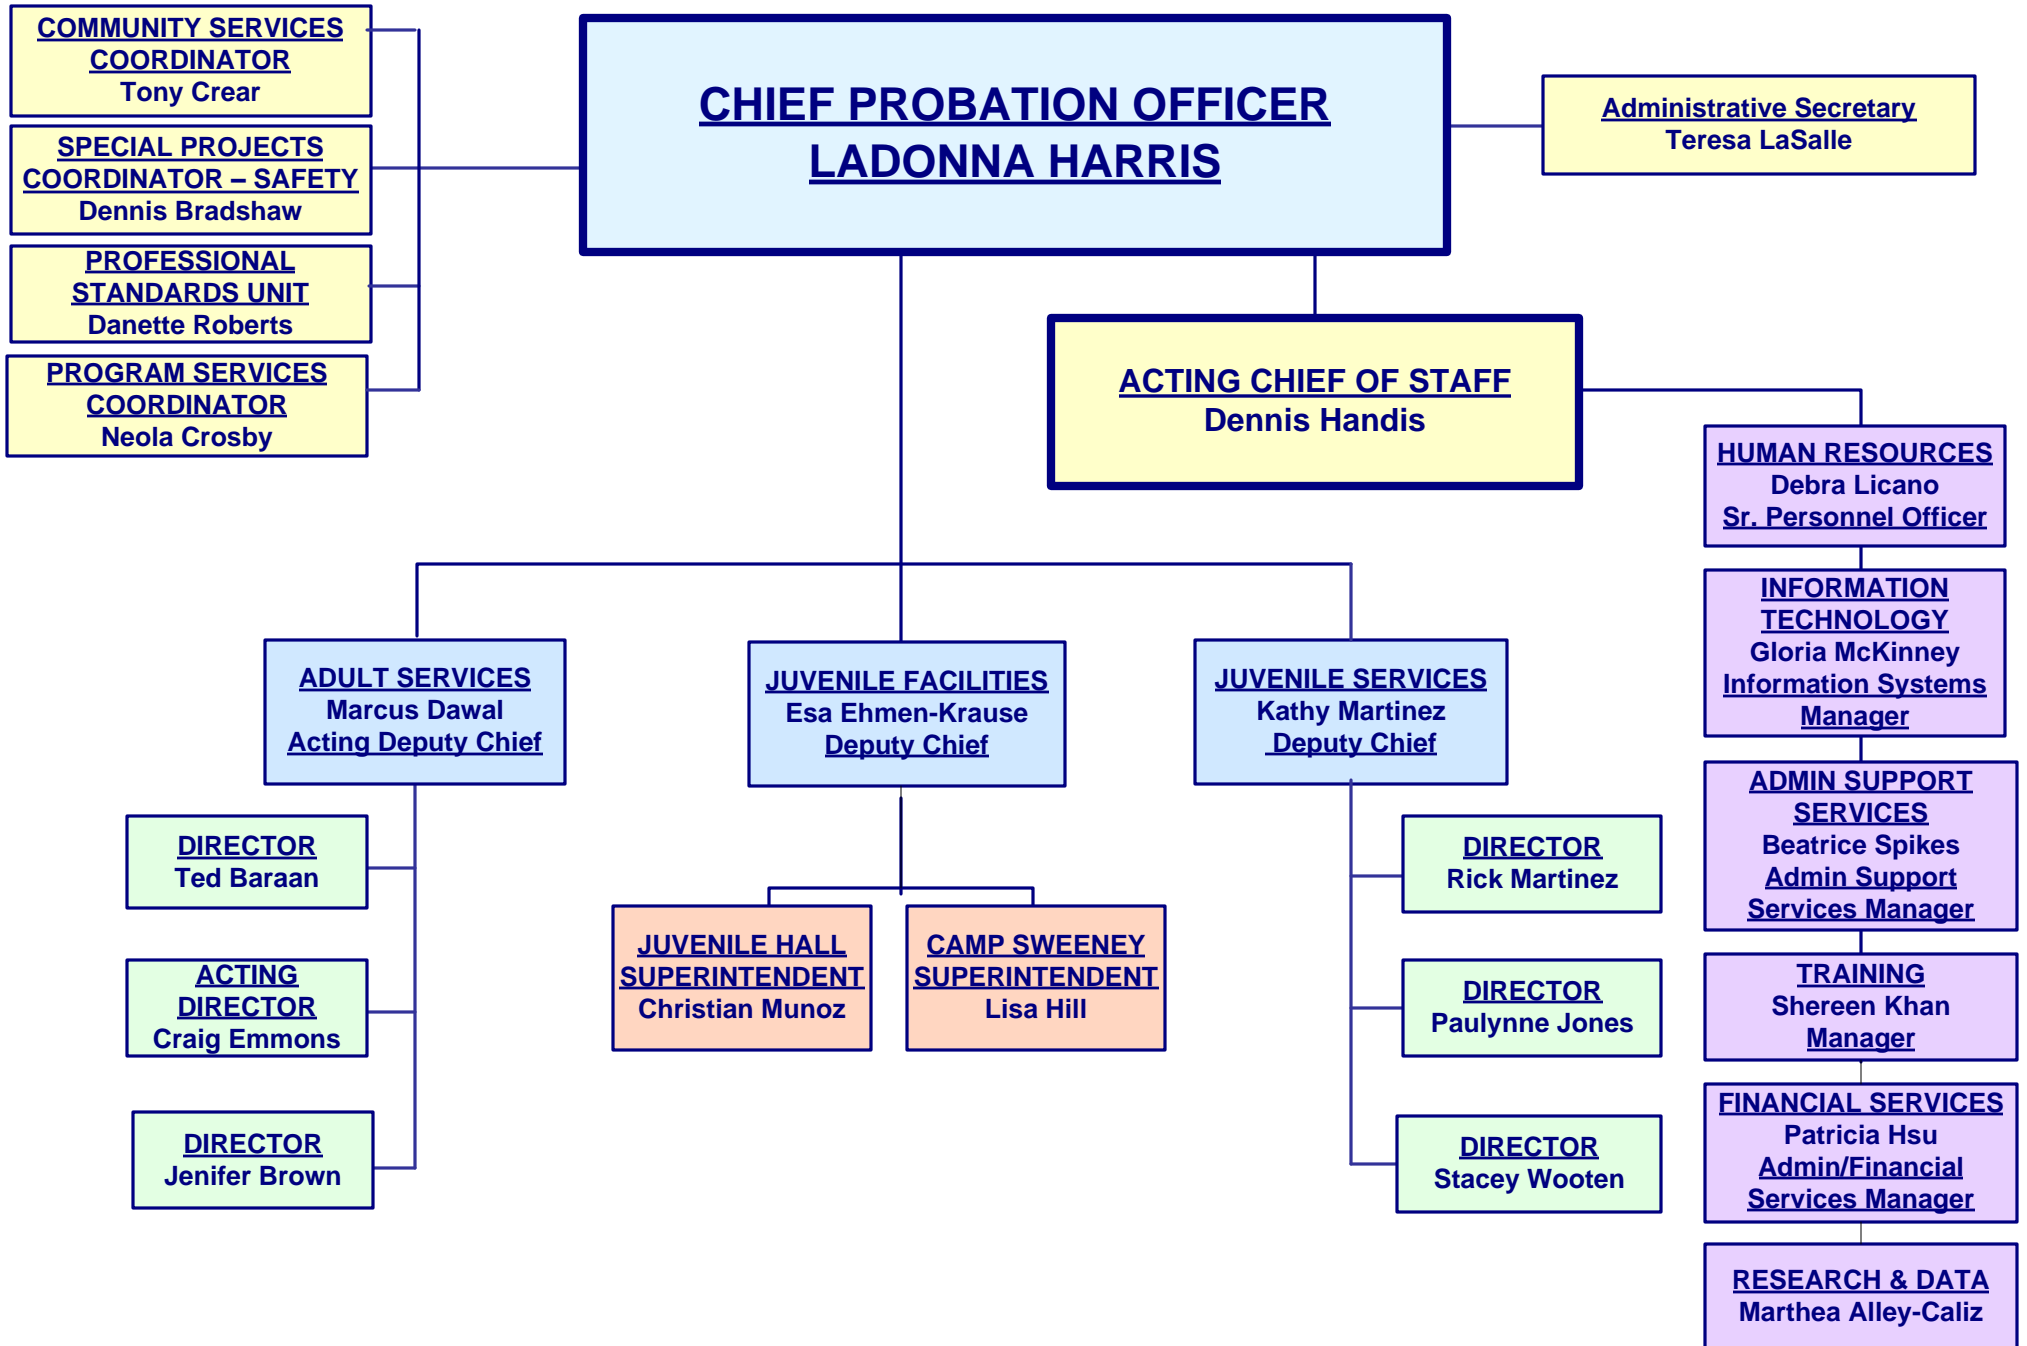 COMMUNITY SERVICES
COORDINATOR
Tony Crear
SPECIAL PROJECTS
COORDINATOR – SAFETY
Dennis Bradshaw
PROFESSIONAL
STANDARDS UNIT
Danette Roberts
PROGRAM SERVICES
COORDINATOR
Neola Crosby
CHIEF PROBATION OFFICER
LADONNA HARRIS
Administrative Secretary
Teresa LaSalle
ACTING CHIEF OF STAFF
Dennis Handis
HUMAN RESOURCES
Debra Licano
Sr. Personnel Officer
INFORMATION
TECHNOLOGY
Gloria McKinney
Information Systems
Manager
ADMIN SUPPORT
SERVICES
Beatrice Spikes
Admin Support
Services Manager
TRAINING
Shereen Khan
Manager
FINANCIAL SERVICES
Patricia Hsu
Admin/Financial
Services Manager
RESEARCH & DATA
Marthea Alley-Caliz
ADULT SERVICES
Marcus Dawal
Acting Deputy Chief
DIRECTOR
Ted Baraan
ACTING
DIRECTOR
Craig Emmons
DIRECTOR
Jenifer Brown
JUVENILE FACILITIES
Esa Ehmen-Krause
Deputy Chief
JUVENILE HALL
SUPERINTENDENT
Christian Munoz
CAMP SWEENEY
SUPERINTENDENT
Lisa Hill
JUVENILE SERVICES
Kathy Martinez
Deputy Chief
DIRECTOR
Rick Martinez
DIRECTOR
Paulynne Jones
DIRECTOR
Stacey Wooten